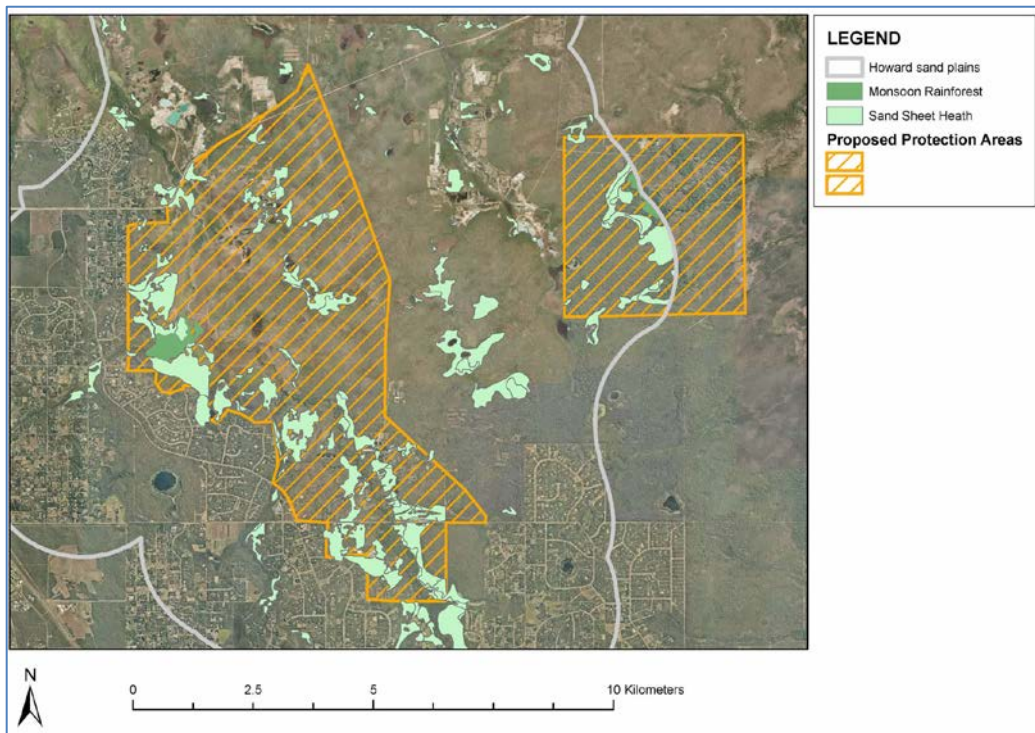 LEGEND
Howard sand plains
Monsoon Rainforest
Sand Sheet Heath
Proposed Protection Areas
N
0 2.5 5 10 Kilometers